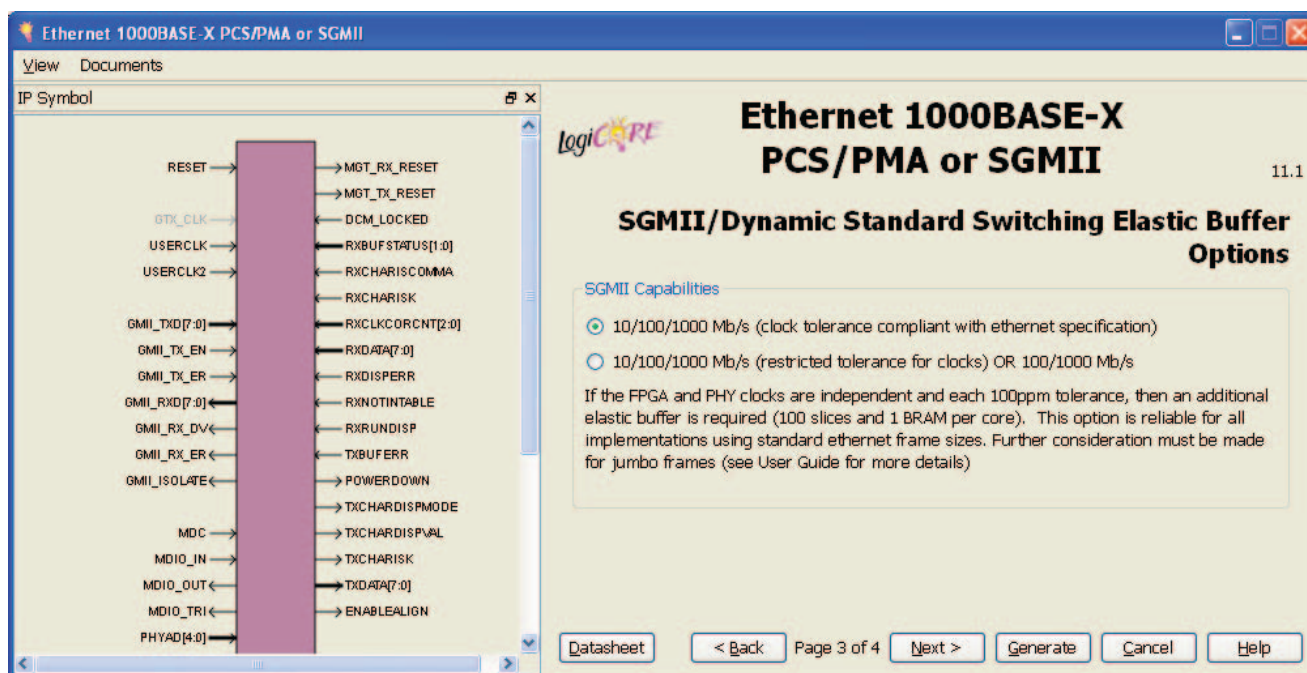 Ethernet 1000BASE-X PCS/PMA or SGMII
View Documents
IP Symbol
RESET
GTX_CLK
USERCLK
USERCLK2
GMII_TXD[7:0]
GMII_TX_EN
GMII_TX_ER
GMII_RXD[7:0]
GMII_RX_DV
GMII_RX_ER
GMII_ISOLATE
MDC
MDIO_IN
MDIO_OUT
MDIO_TRI
PHYAD[4:0]
MGT_RX_RESET
MGT_TX_RESET
DCM_LOCKED
RXBUFSTATUS[1:0]
RXCHARISCOMMA
RXCHARISK
RXCLKCORCNT[2:0]
RXDATA[7:0]
RXDISPERR
RXNOTINTABLE
RXRUNDISP
TXBUFERR
POWERDOWN
TXCHARDISPMODE
TXCHARDISPVAL
TXCHARISK
TXDATA[7:0]
ENABLEALIGN
LogiCORE
Ethernet 1000BASE-X
PCS/PMA or SGMII
11.1
SGMII/Dynamic Standard Switching Elastic Buffer
Options
SGMII Capabilities
10/100/1000 Mb/s (clock tolerance compliant with ethernet specification)
10/100/1000 Mb/s (restricted tolerance for clocks) OR 100/1000 Mb/s
If the FPGA and PHY clocks are independent and each 100ppm tolerance, then an additional
elastic buffer is required (100 slices and 1 BRAM per core). This option is reliable for all
implementations using standard ethernet frame sizes. Further consideration must be made
for jumbo frames (see User Guide for more details)
Datasheet
< Back
Page 3 of 4
Next >
Generate
Cancel
Help